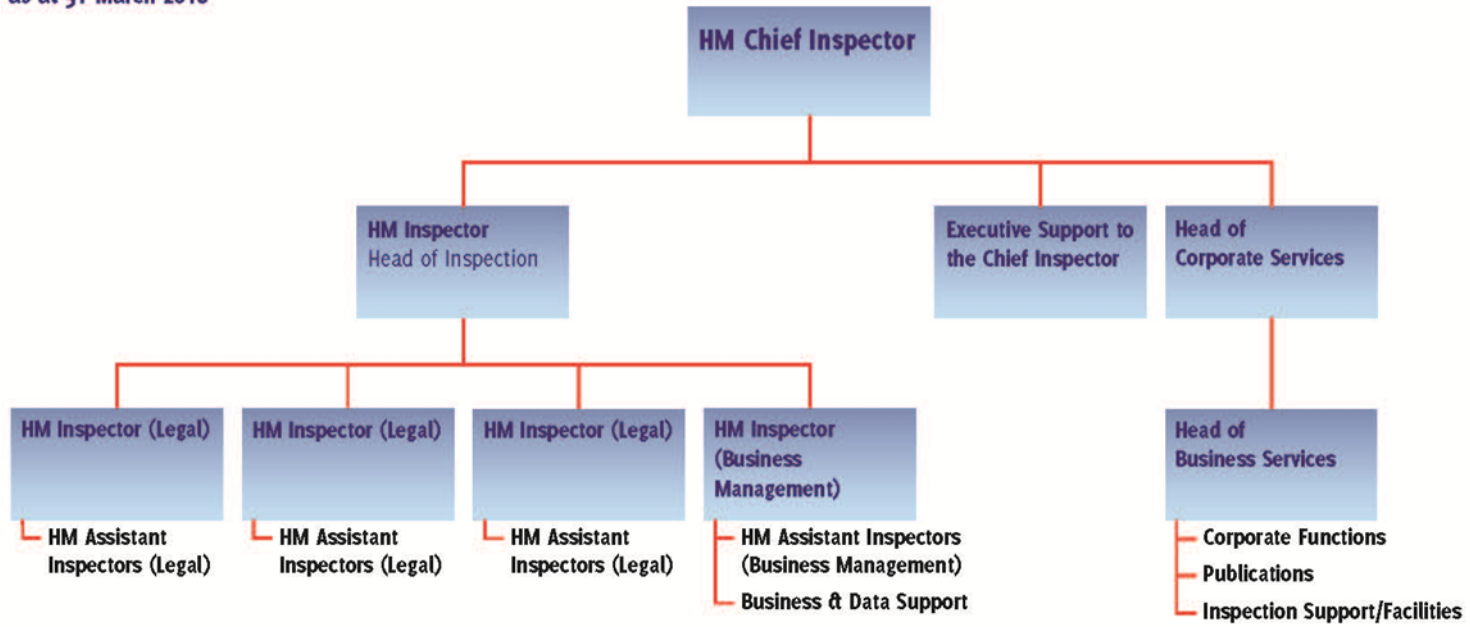 HM Chief Inspector
HM Inspector
Head of Inspection
Executive Support to
the Chief Inspector
Head of
Corporate Services
HM Inspector (Legal)
HM Inspector (Legal)
HM Inspector (Legal)
HM Inspector
(Business
Management)
Head of
Business Services
HM Assistant
Inspectors (Legal)
HM Assistant
Inspectors (Legal)
HM Assistant
Inspectors (Legal)
HM Assistant Inspectors
(Business Management)
Business & Data Support
Corporate Functions
Publications
Inspection Support/Facilities